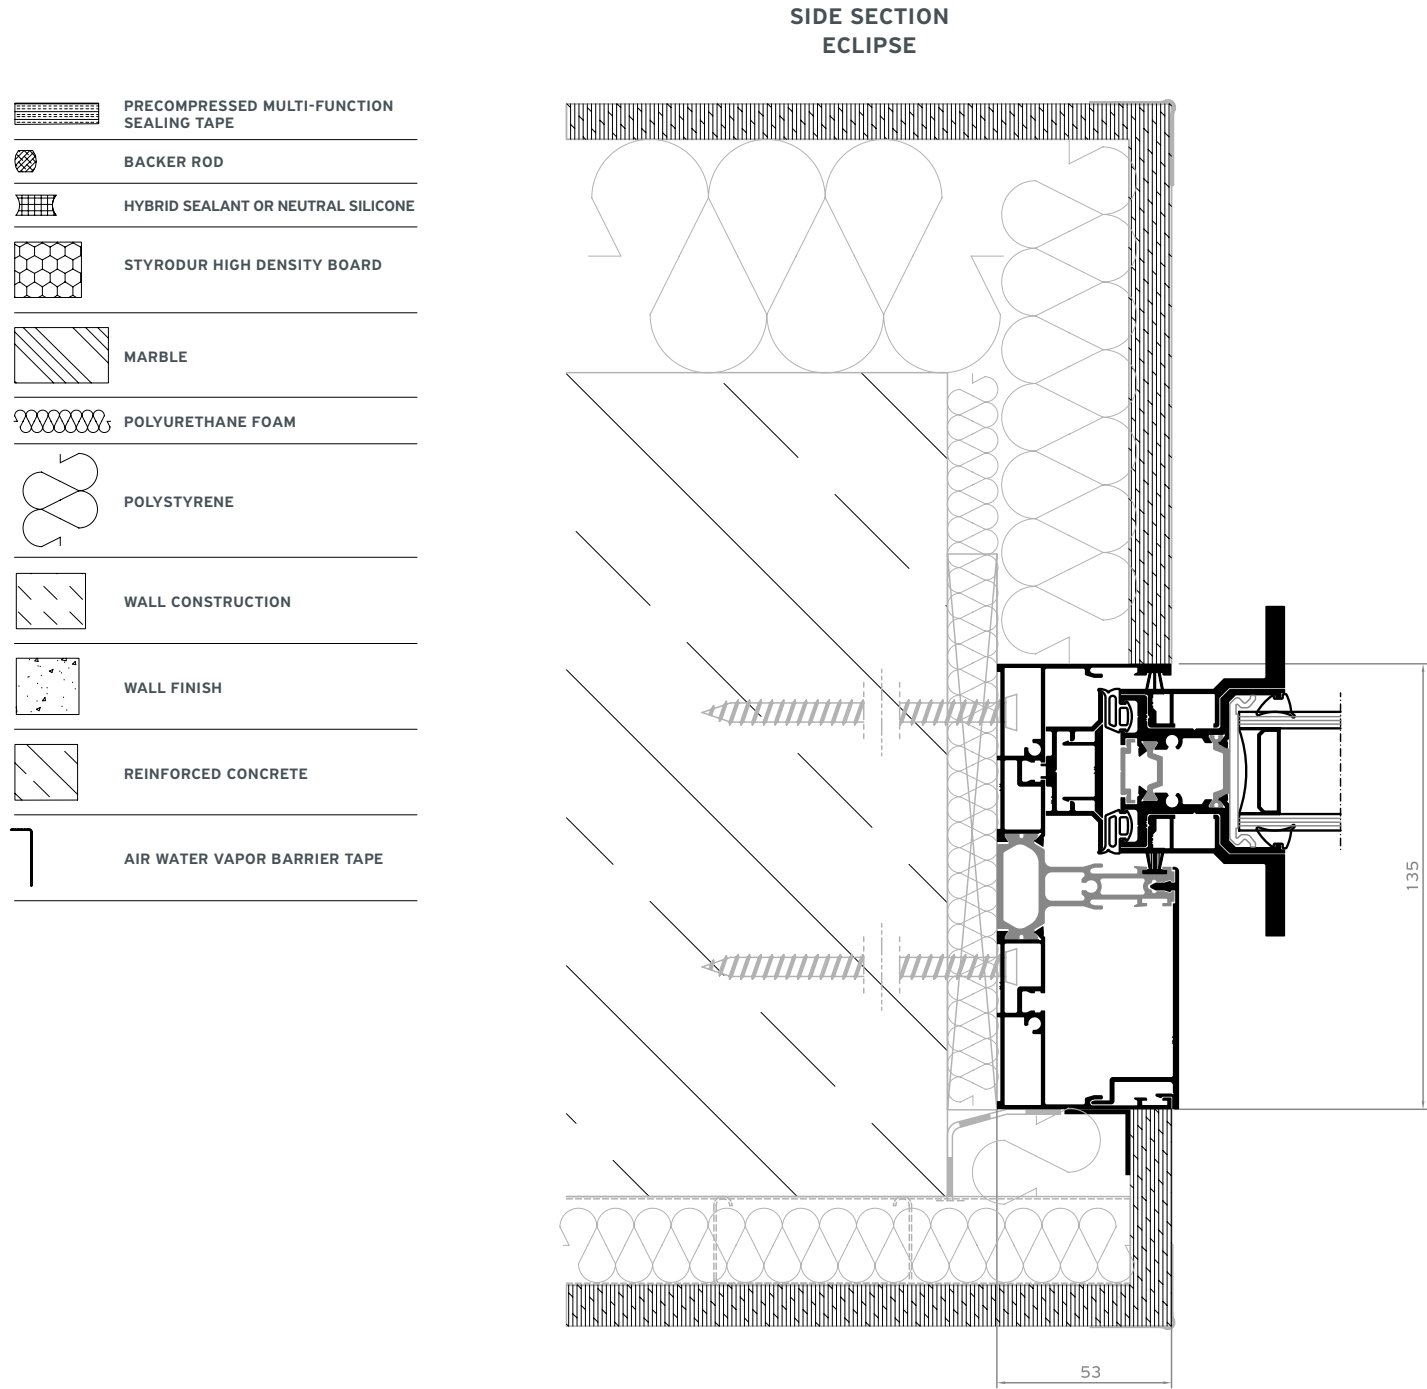 SIDE SECTION
ECLIPSE
PRECOMPRESSED MULTI-FUNCTION
SEALING TAPE
BACKER ROD
HYBRID SEALANT OR NEUTRAL SILICONE
STYRODUR HIGH DENSITY BOARD
MARBLE
POLYURETHANE FOAM
POLYSTYRENE
WALL CONSTRUCTION
WALL FINISH
REINFORCED CONCRETE
AIR WATER VAPOR BARRIER TAPE
135
53